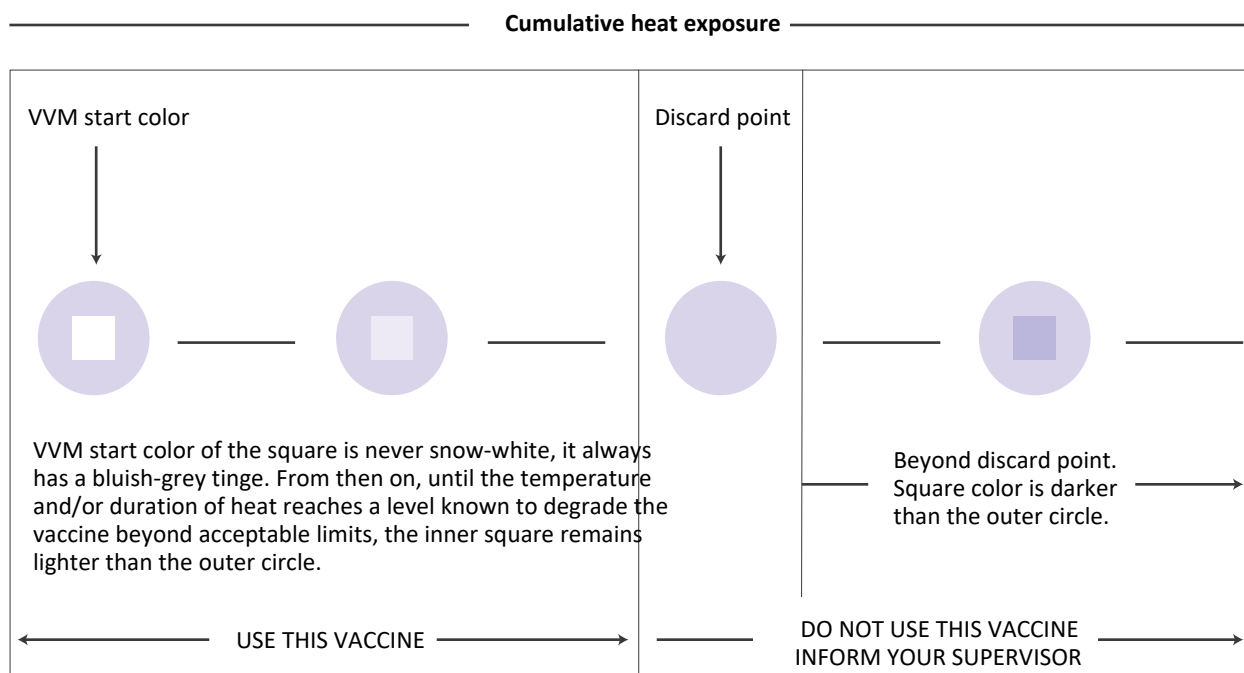 Cumulative heat exposure
VVM start color
Discard point
VVM start color of the square is never snow-white, it always
has a bluish-grey tinge. From then on, until the temperature
and/or duration of heat reaches a level known to degrade the
vaccine beyond acceptable limits, the inner square remains
lighter than the outer circle.
Beyond discard point.
Square color is darker
than the outer circle.
USE THIS VACCINE
DO NOT USE THIS VACCINE
INFORM YOUR SUPERVISOR